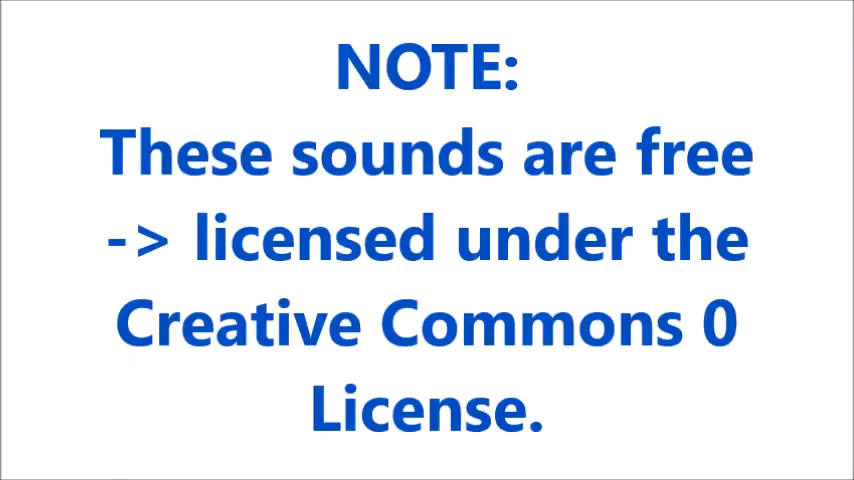 NOTE:
These sounds are free
-> licensed under the
Creative Commons 0
License.